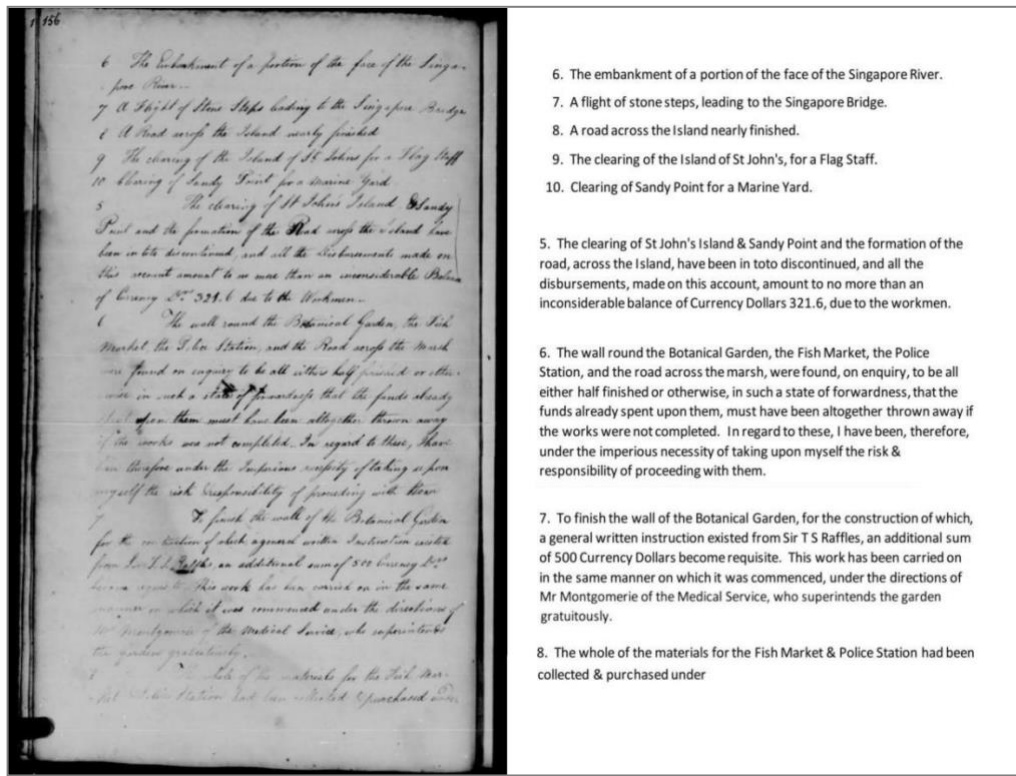 156
6 The Embankment of a portion of the face of the Singa-
pore River.
7 A Flight of Stone Steps leading to the Singapore Bridge
8 A Road across the Island nearly finished
9 The clearing of the Island of St Johns for a Flag Staff
10 Clearing of Sandy Point for a Marine Yard
5 The clearing of St John's Island & Sandy
Point and the formation of the Road across the Island have
been in toto discontinued, and all the Disbursements made on
this account amount to no more than an inconsiderable Balance
of Currency Drs 321.6 due to the Workmen.
6 The wall round the Botanical Garden, the Fish
Market, the Police Station, and the Road across the Marsh
were found on enquiry to be all either half finished or other-
wise in such a state of forwardness that the funds already
spent upon them must have been altogether thrown away
if the works was not completed. In regard to these, I have
been therefore under the Imperious necessity of taking upon
myself the risk & responsibility of proceeding with them
7 To finish the wall of the Botanical Garden
for the construction of which a general written Instruction existed
from Sir T. S. Raffles, an additional sum of 500 Currency Drs
become requisite. This work has been carried on in the same
manner on which it was commenced under the directions of
Mr Montgomerie of the Medical Service, who superintends
the garden gratuitously.
8 The whole of the materials for the Fish Mar-
ket Police Station had been collected & purchased under
6. The embankment of a portion of the face of the Singapore River.
7. A flight of stone steps, leading to the Singapore Bridge.
8. A road across the Island nearly finished.
9. The clearing of the Island of St John's, for a Flag Staff.
10. Clearing of Sandy Point for a Marine Yard.
5. The clearing of St John's Island & Sandy Point and the formation of the
road, across the Island, have been in toto discontinued, and all the
disbursements, made on this account, amount to no more than an
inconsiderable balance of Currency Dollars 321.6, due to the workmen.
6. The wall round the Botanical Garden, the Fish Market, the Police
Station, and the road across the marsh, were found, on enquiry, to be all
either half finished or otherwise, in such a state of forwardness, that the
funds already spent upon them, must have been altogether thrown away if
the works were not completed. In regard to these, I have been, therefore,
under the imperious necessity of taking upon myself the risk &
responsibility of proceeding with them.
7. To finish the wall of the Botanical Garden, for the construction of which,
a general written instruction existed from Sir T S Raffles, an additional sum
of 500 Currency Dollars become requisite. This work has been carried on
in the same manner on which it was commenced, under the directions of
Mr Montgomerie of the Medical Service, who superintends the garden
gratuitously.
8. The whole of the materials for the Fish Market & Police Station had been
collected & purchased under